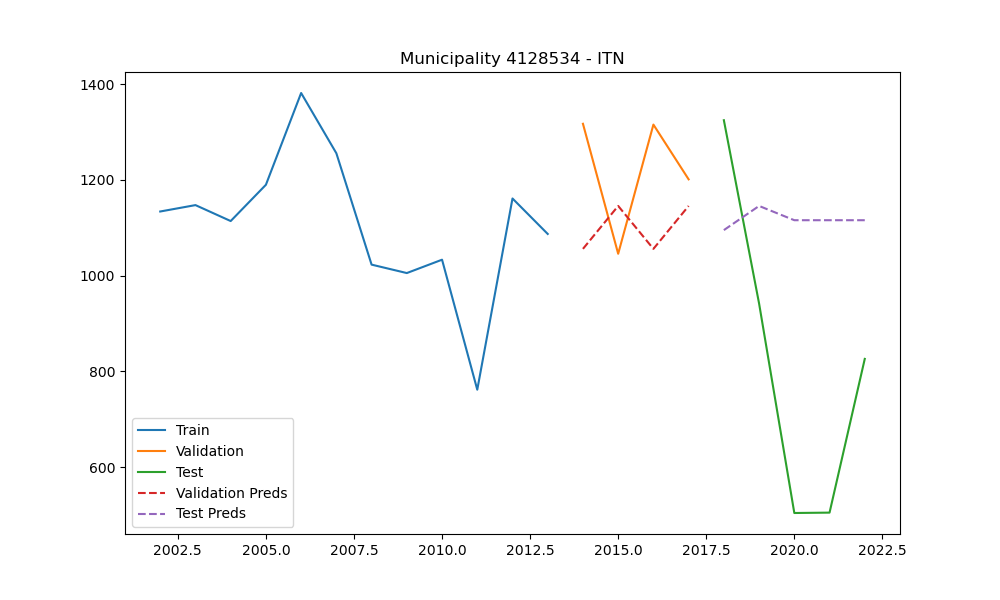 Municipality 4128534 - ITN
1400
1200
1000
800
600
Train
Validation
Test
Validation Preds
Test Preds
2002.5 2005.0 2007.5 2010.0 2012.5 2015.0 2017.5 2020.0 2022.5